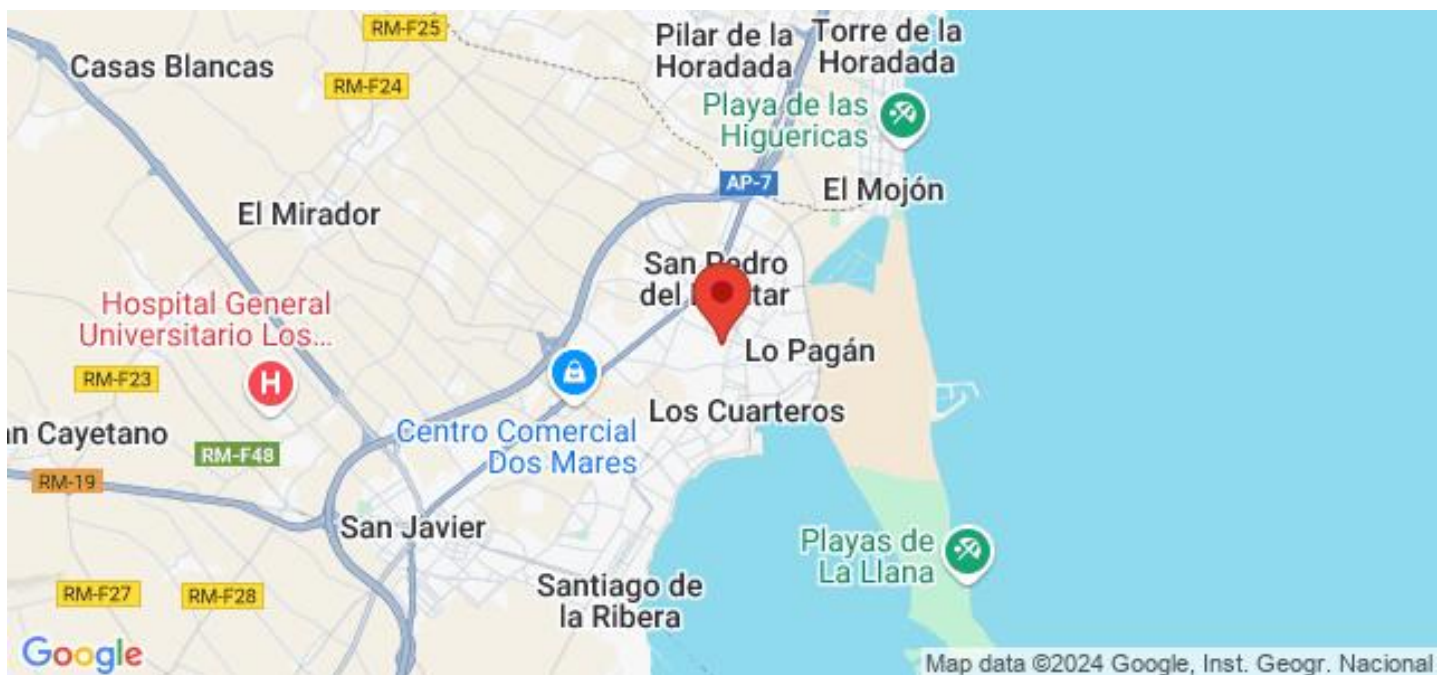 RM-F25
Pilar de la
Horadada
Torre de la
Horadada
Casas Blancas
RM-F24
Playa de las
Higuericas
AP-7
El Mojón
El Mirador
San Pedro
del
Hospital General
Universitario Los...
Lo Pagán
RM-F23
H
Los Cuarteros
n Cayetano
Centro Comercial
Dos Mares
RM-F48
RM-19
San Javier
Playas de
La Llana
Santiago de
la Ribera
RM-F27
RM-F28
Google
Map data ©2024 Google, Inst. Geogr. Nacional